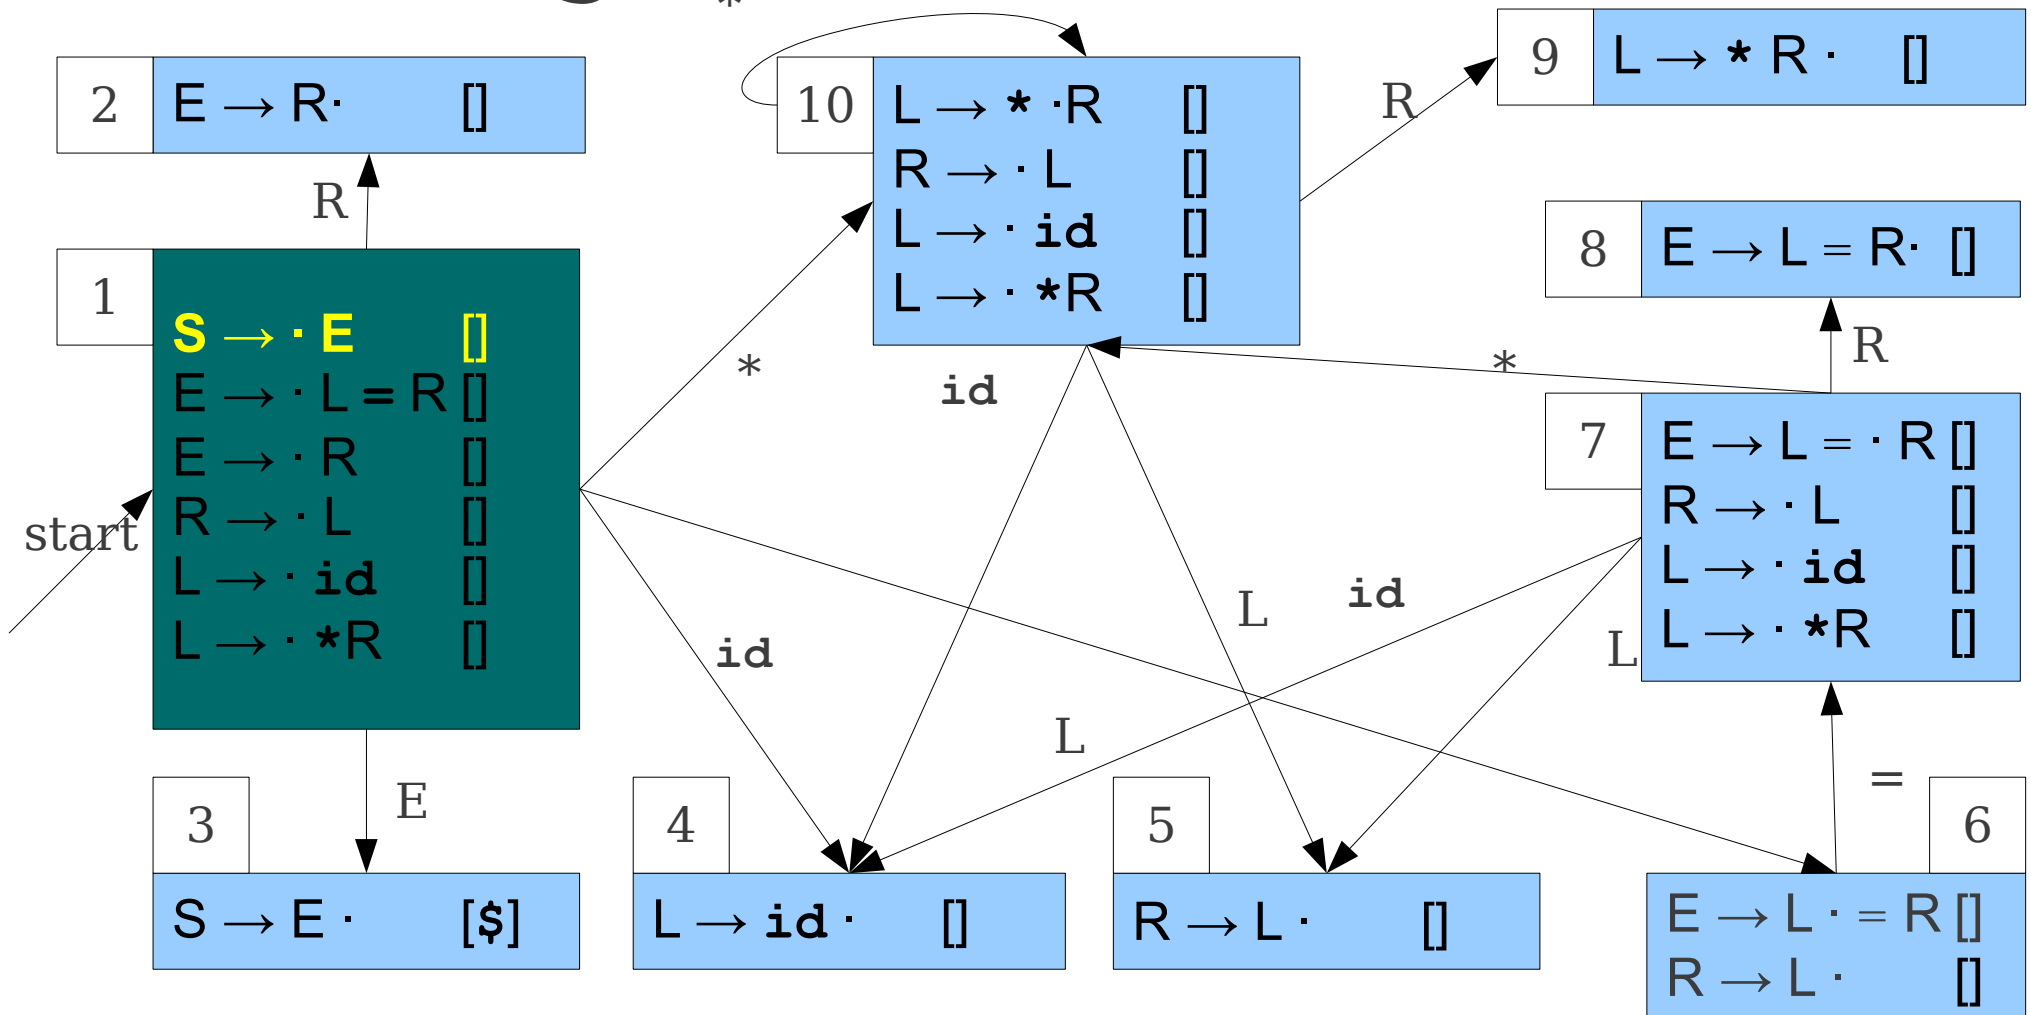 *
2
E → R· []
10
L → * ·R []
R → · L []
L → · id []
L → · *R []
R
9
L → * R · []
R
8
E → L = R· []
1
S → · E []
E → · L = R []
E → · R []
R → · L []
L → · id []
L → · *R []
start
*
id
*
R
7
E → L = · R []
R → · L []
L → · id []
L → · *R []
id
L
id
L
L
E
=
3
S → E · [$]
4
L → id · []
5
R → L · []
6
E → L · = R []
R → L · []